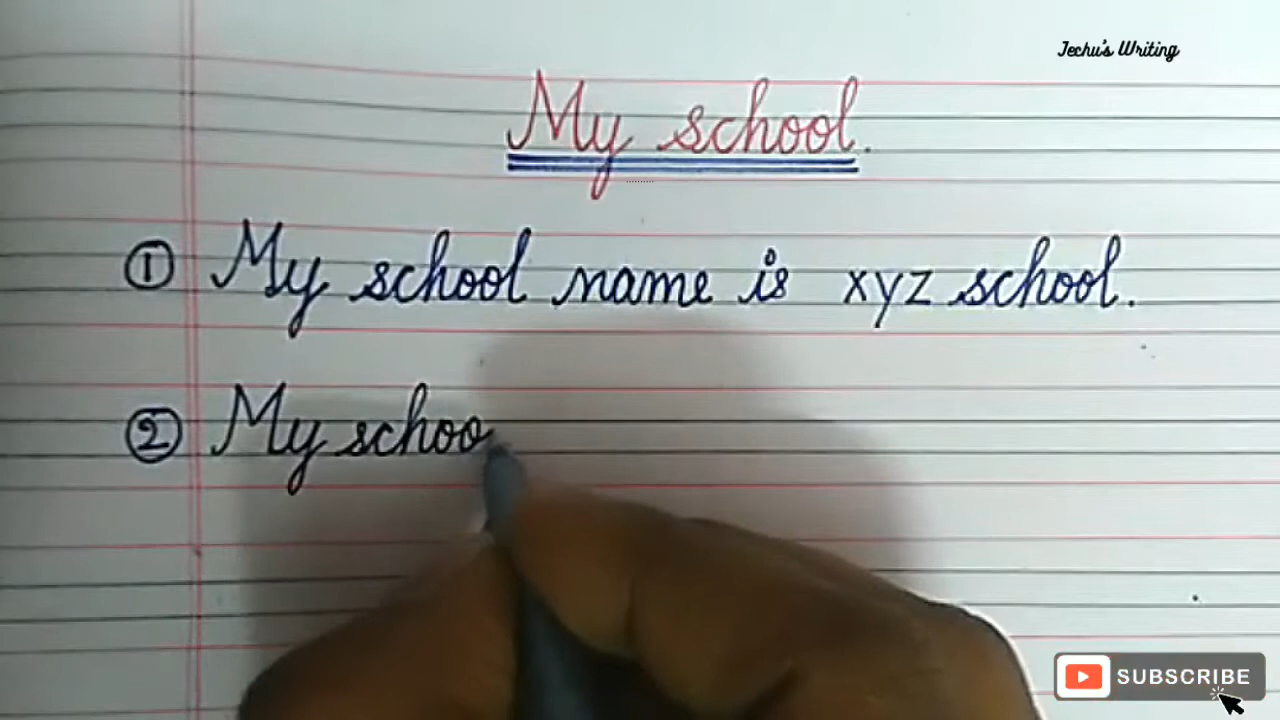 Jechu's Writing
My school.
① My school name is xyz school.
② My schoo
SUBSCRIBE